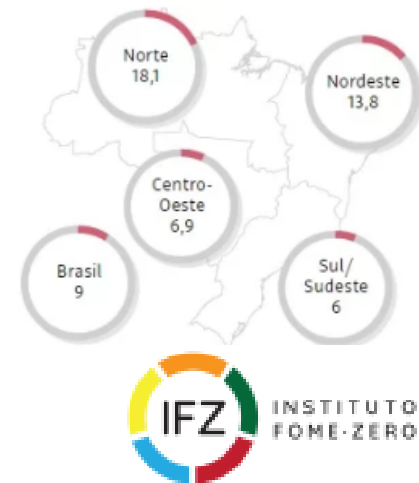 Norte
18,1
Nordeste
13,8
Centro-
Oeste
6,9
Brasil
9
Sul/
Sudeste
6
IFZ
INSTITUTO
FOME-ZERO